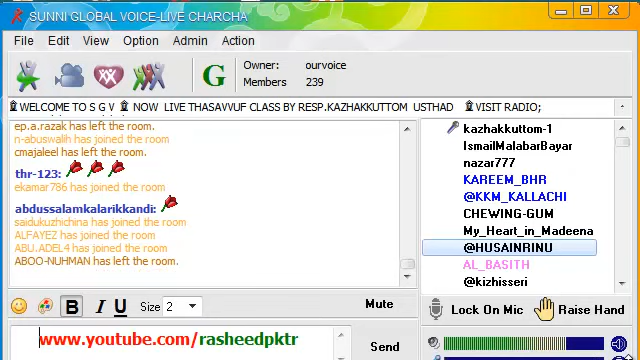 SUNNI GLOBAL VOICE-LIVE CHARCHA
File Edit View Option Admin Action
G
Owner: ourvoice
Members 239
WELCOME TO S G V NOW LIVE THASAVVUF CLASS BY RESP.KAZHAKKUTTOM USTHAD VISIT RADIO;
ep.a.razak has left the room.
n-abuswalih has joined the room
cmajaleel has left the room.
thr-123:
ekamar786 has joined the room
abdussalamkalarikkandi:
saidukuzhichina has joined the room
ALFAYEZ has joined the room
ABU.ADEL4 has joined the room
ABOO-NUHMAN has left the room.
kazhakkuttom-1
IsmailMalabarBayar
nazar777
KAREEM_BHR
@KKM_KALLACHI
CHEWING-GUM
My_Heart_in_Madeena
@HUSAINRINU
AL_BASITH
@kizhisseri
B I U Size 2 Mute
Lock On Mic Raise Hand
www.youtube.com/rasheedpktr
Send